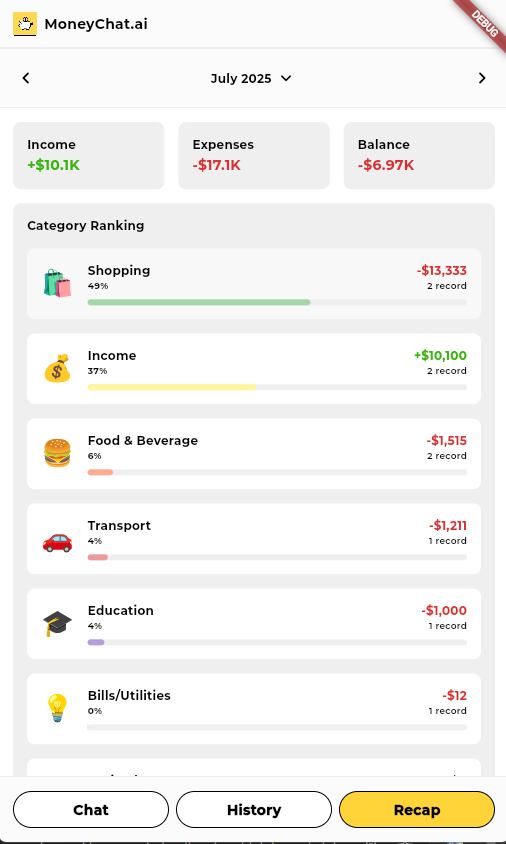 MoneyChat.ai
DEBUG
July 2025
Income
+$10.1K
Expenses
-$17.1K
Balance
-$6.97K
Category Ranking
Shopping
-$13,333
49%
2 record
Income
+$10,100
37%
2 record
Food & Beverage
-$1,515
6%
2 record
Transport
-$1,211
4%
1 record
Education
-$1,000
4%
1 record
Bills/Utilities
-$12
0%
1 record
Chat
History
Recap